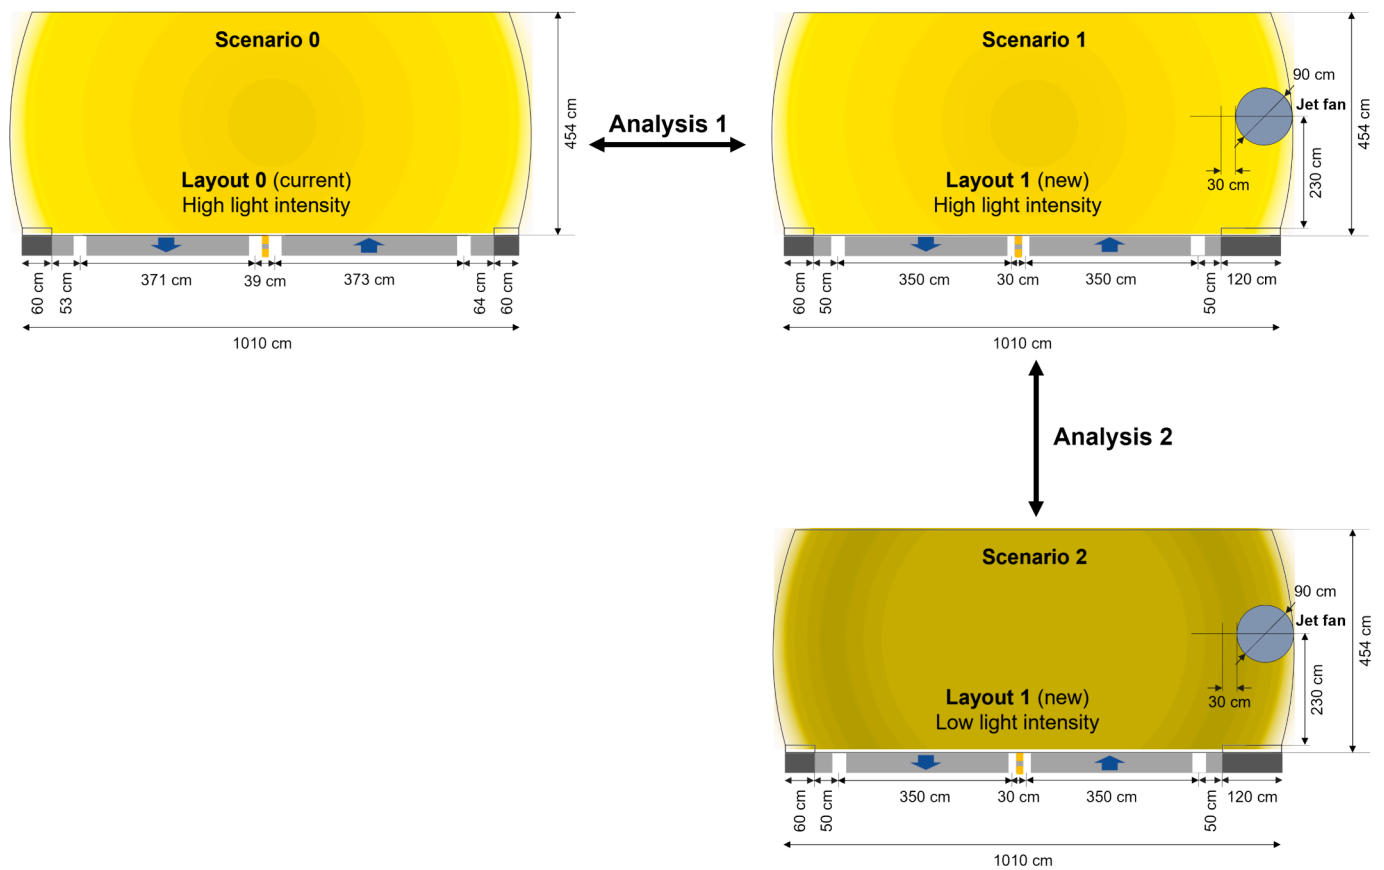 Scenario 0
454 cm
Layout 0 (current)
High light intensity
60 cm
53 cm
371 cm
39 cm
373 cm
64 cm
60 cm
1010 cm
Analysis 1
Scenario 1
90 cm
Jet fan
454 cm
30 cm
230 cm
Layout 1 (new)
High light intensity
60 cm
50 cm
350 cm
30 cm
350 cm
50 cm
120 cm
1010 cm
Analysis 2
Scenario 2
90 cm
Jet fan
454 cm
30 cm
230 cm
Layout 1 (new)
Low light intensity
60 cm
50 cm
350 cm
30 cm
350 cm
50 cm
120 cm
1010 cm